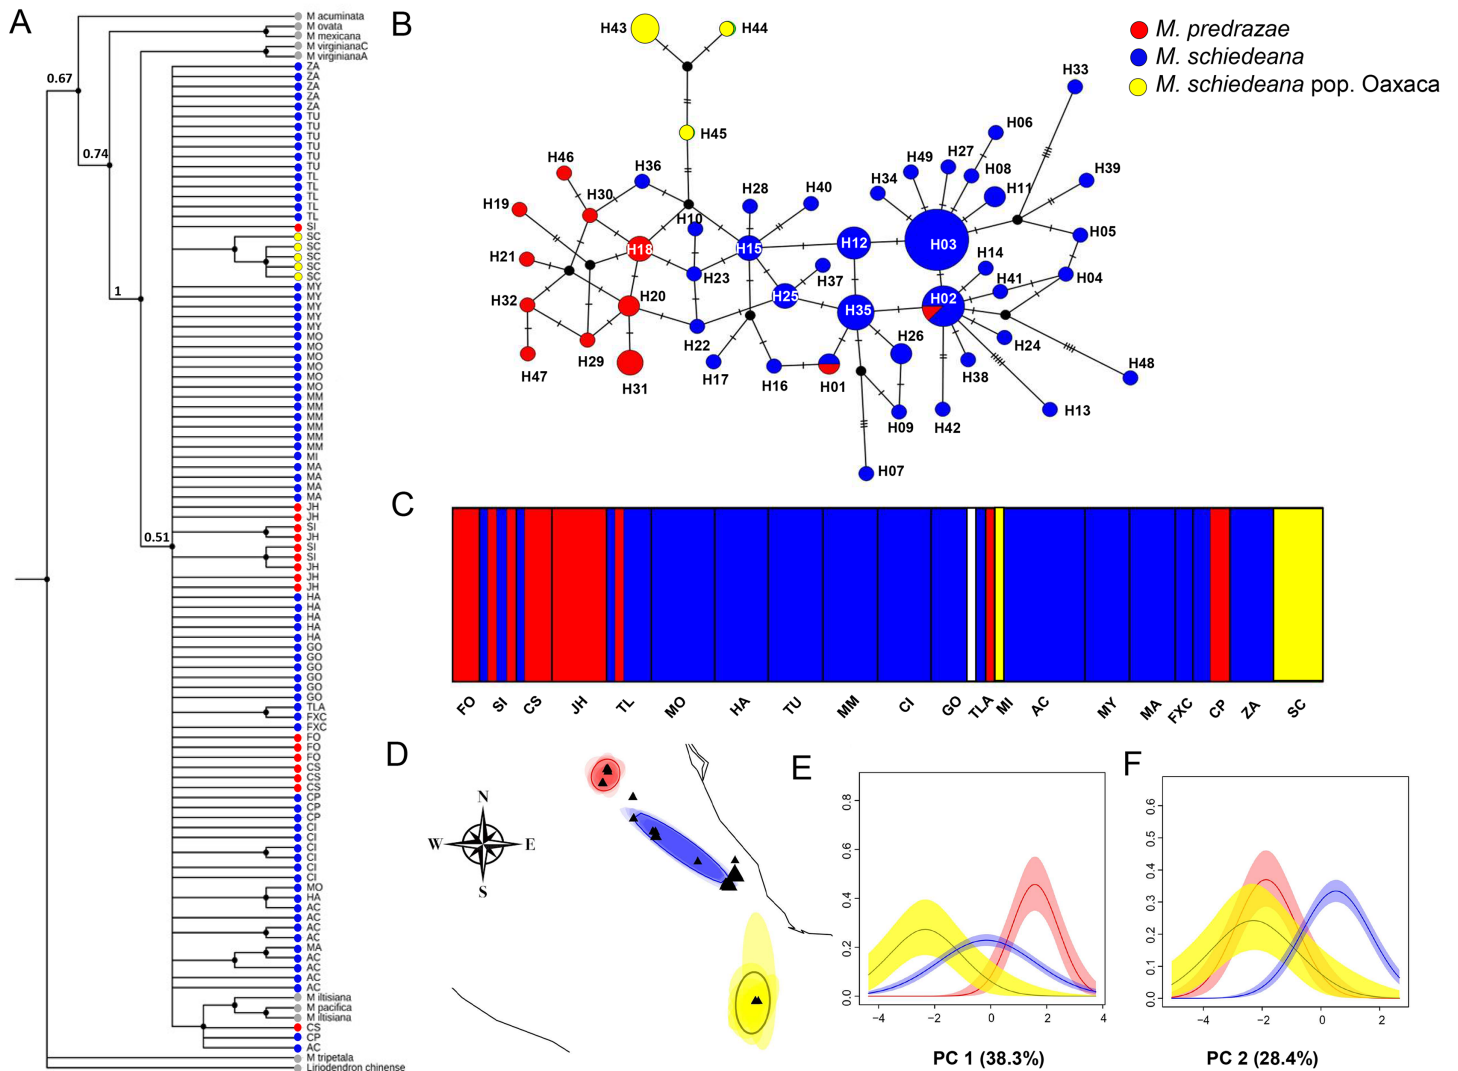 A
M acuminata
M ovata
M mexicana
M virginianaC
M virginianaA
ZA
ZA
ZA
ZA
ZA
TU
TU
TU
TU
TU
TU
TL
TL
TL
TL
TL
SI
SC
SC
SC
SC
SC
MY
MY
MY
MY
MY
MO
MO
MO
MO
MO
MO
MM
MM
MM
MM
MM
MM
MI
MA
MA
MA
MA
JH
JH
SI
JH
SI
SI
JH
JH
JH
HA
HA
HA
HA
HA
GO
GO
GO
GO
GO
GO
TLA
FXC
FXC
FO
FO
FO
CS
CS
CS
CP
CP
CP
CI
CI
CI
CI
CI
CI
MO
HA
AC
AC
AC
AC
MA
AC
AC
AC
AC
M iltisiana
M pacifica
M iltisiana
CS
CP
AC
M tripetala
Liriodendron chinense
0.67
0.74
1
0.51
B
M. predrazae
M. schiedeana
M. schiedeana pop. Oaxaca
H43
H44
H45
H33
H06
H46
H36
H49
H27
H08
H39
H34
H11
H19
H30
H28
H40
H10
H05
H18
H15
H12
H03
H21
H23
H37
H14
H04
H41
H32
H20
H25
H35
H02
H22
H24
H29
H26
H47
H31
H17
H16
H01
H38
H48
H09
H42
H13
H07
C
FO
SI
CS
JH
TL
MO
HA
TU
MM
CI
GO
TLA
MI
AC
MY
MA
FXC
CP
ZA
SC
D
N
W
E
S
E
0.8
0.6
0.4
0.2
0.0
−4
−2
0
2
4
PC 1 (38.3%)
F
0.6
0.5
0.4
0.3
0.2
0.1
0.0
−4
−2
0
2
PC 2 (28.4%)